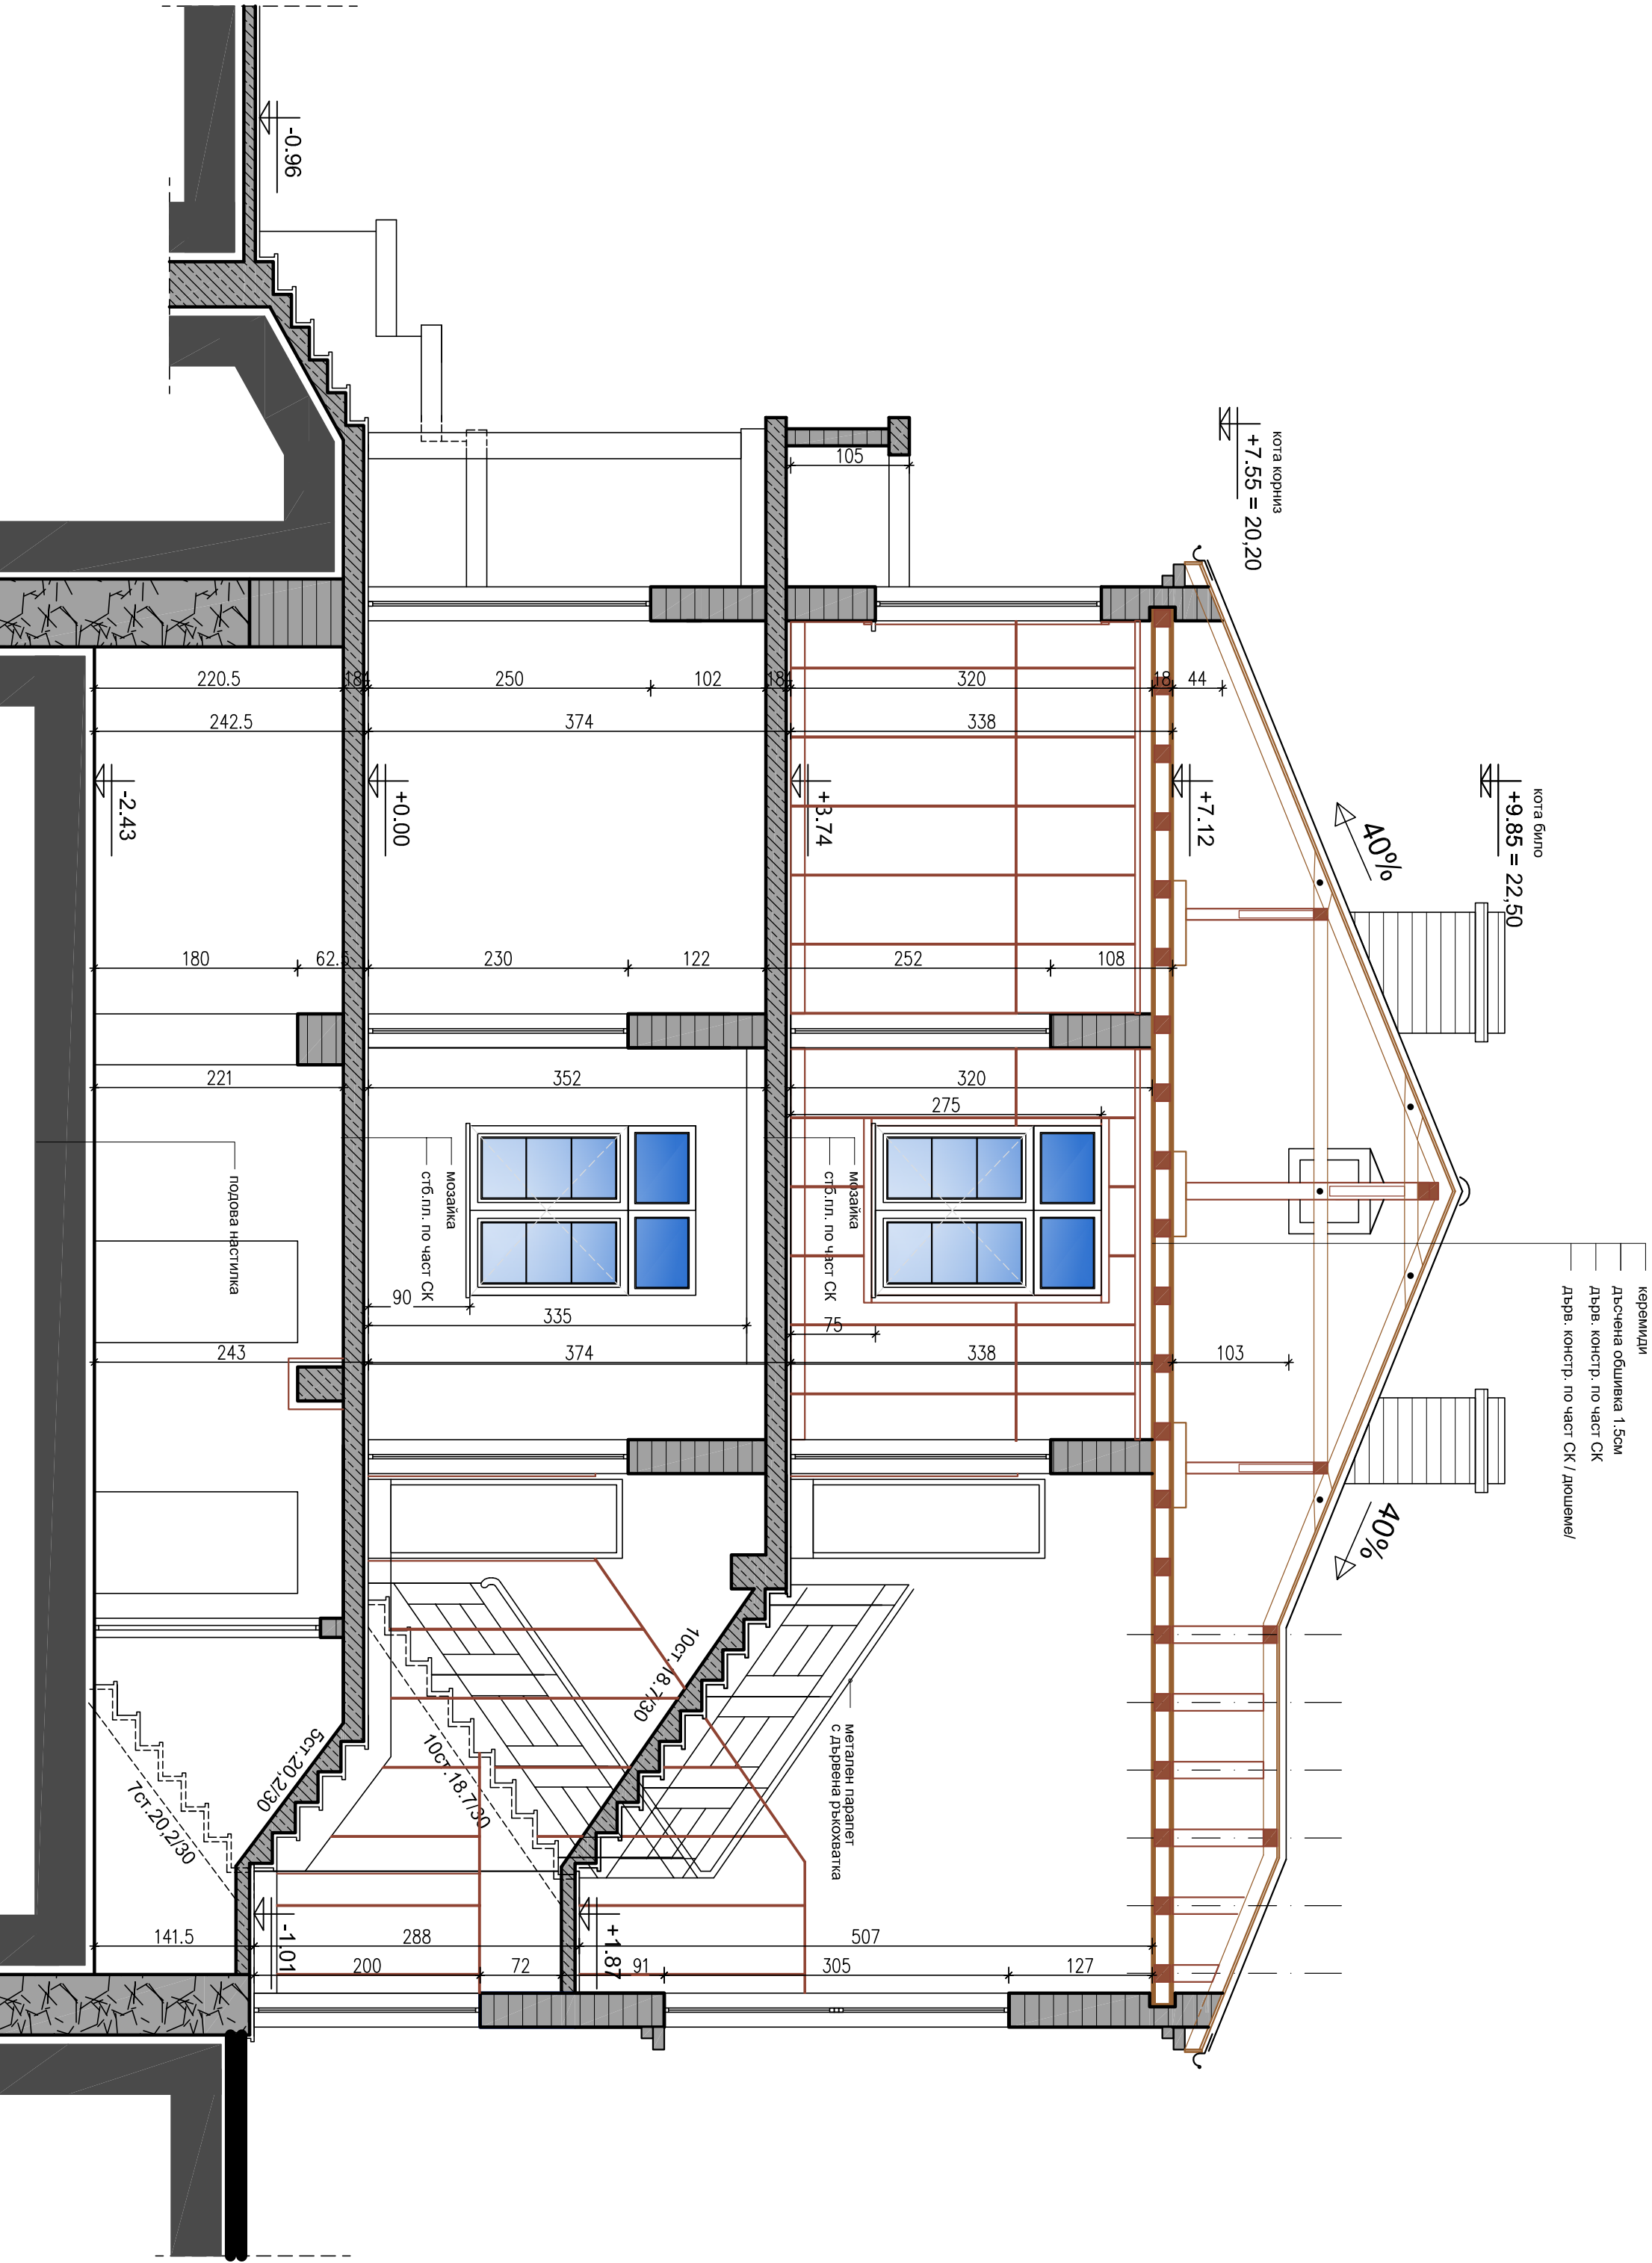 керемиди
дъсчена обшивка 1.5см
дърв. констр. по част СК
дърв. констр. по част СК / дюшеме/
кота било
+9.85 = 22,50
кота корниз
+7.55 = 20,20
40%
40%
+7.12
+3.74
+0.00
-2.43
-0.96
-1.01
+1.87
105
220.5
184
250
102
184
320
18
44
242.5
374
338
180
62.5
230
122
252
108
221
352
320
275
90
335
75
243
374
338
103
141.5
288
507
200
72
91
305
127
мозайка
стб.пл. по част СК
мозайка
стб.пл. по част СК
подова настилка
метален парапет
с дървена ръкохватка
10ст.18.7/30
10ст.18.7/30
5ст.20,2/30
7ст.20,2/30